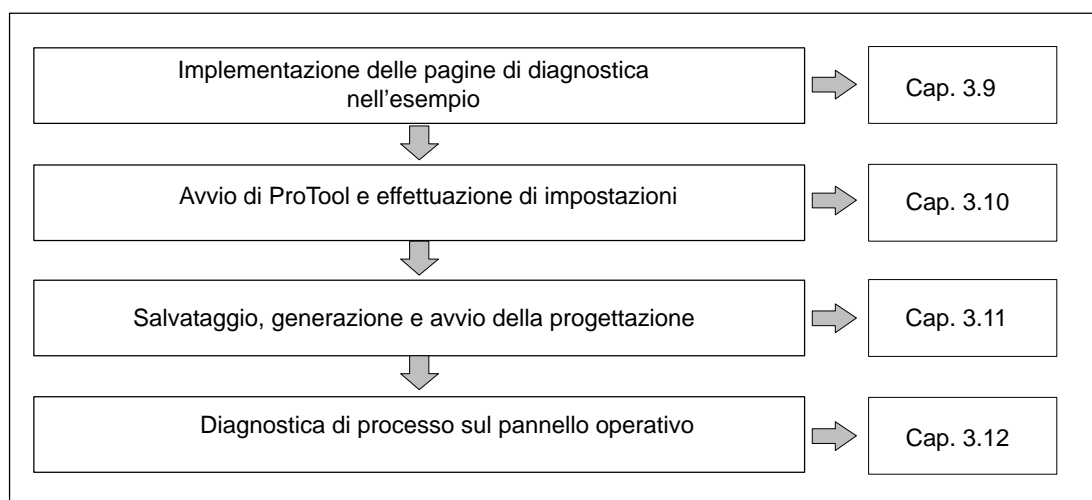 Implementazione delle pagine di diagnostica
nell’esempio
Cap. 3.9
Avvio di ProTool e effettuazione di impostazioni
Cap. 3.10
Salvataggio, generazione e avvio della progettazione
Cap. 3.11
Diagnostica di processo sul pannello operativo
Cap. 3.12